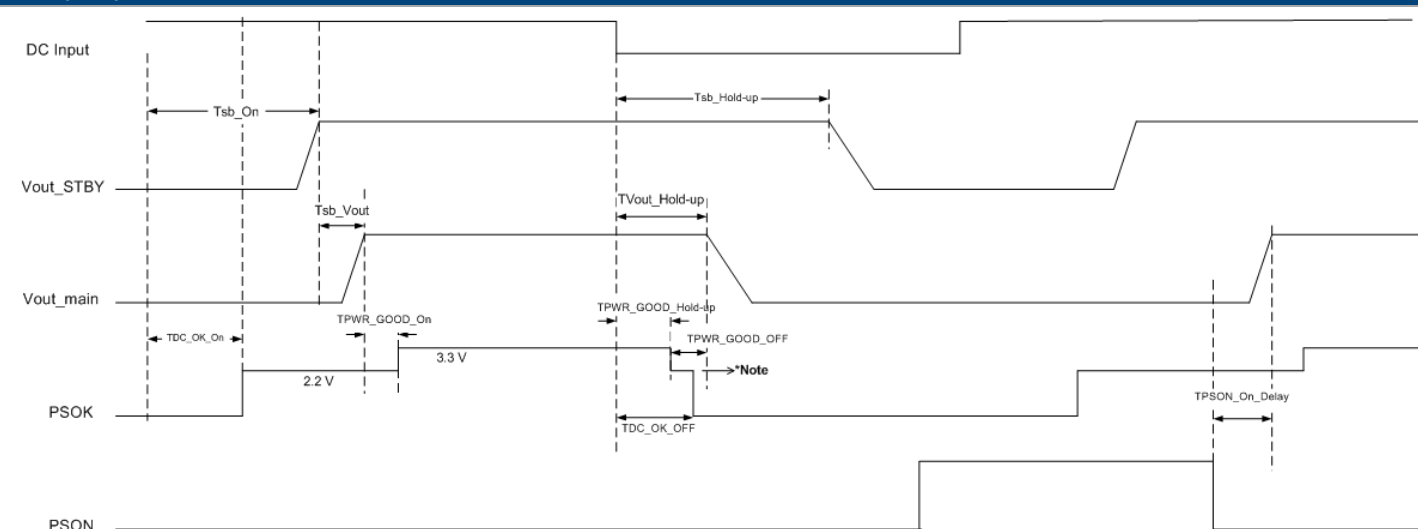 DC Input
Tsb_On
Tsb_Hold-up
Vout_STBY
Tsb_Vout
TVout_Hold-up
Vout_main
TPWR_GOOD_On
TPWR_GOOD_Hold-up
TDC_OK_On
TPWR_GOOD_OFF
3.3 V
2.2 V
*Note
PSOK
TPSON_On_Delay
TDC_OK_OFF
PSON